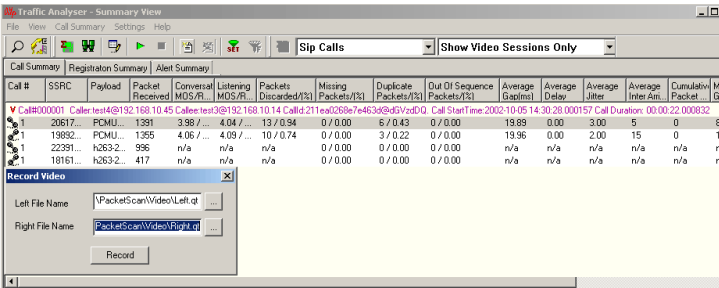 Traffic Analyser - Summary View
File View Call Summary Settings Help
SET Sip Calls Show Video Sessions Only
Call Summary Registraton Summary Alert Summary
Call # SSRC Payload Packet Received Conversat Listening Packets Missing Duplicate Out Of Sequence Average Average Average Average Cumulativ
MOS/R... MOS/R... Discarded/(%) Packets/(%) Packets/(%) Packets/(%) Gap(ms) Delay Jitter Inter Arri... Packet
Call#000001 Caller:test4@192.168.10.45 Callee:test3@192.168.10.14 CallId:211ea0268e7e463d@dGVzdDQ. Call StartTime:2002-10-05 14:30:28.000157 Call Duration: 00:00:22.000832
1 20617... PCMU... 1391 3.98 / ... 4.04 / ... 13 / 0.94 0 / 0.00 6 / 0.43 0 / 0.00 19.89 0.00 3.00 5 0
1 19892... PCMU... 1355 4.06 / ... 4.09 / ... 10 / 0.74 0 / 0.00 3 / 0.22 0 / 0.00 19.96 0.00 2.00 15 0
1 22391... h263-2... 996 n/a n/a n/a 0 / 0.00 0 / 0.00 0 / 0.00 n/a n/a n/a n/a n/a
1 18161... h263-2... 417 n/a n/a n/a 0 / 0.00 0 / 0.00 0 / 0.00 n/a n/a n/a n/a n/a
Record Video
Left File Name \PacketScan\Video\Left.qt ...
Right File Name PacketScan\Video\Right.qt ...
Record